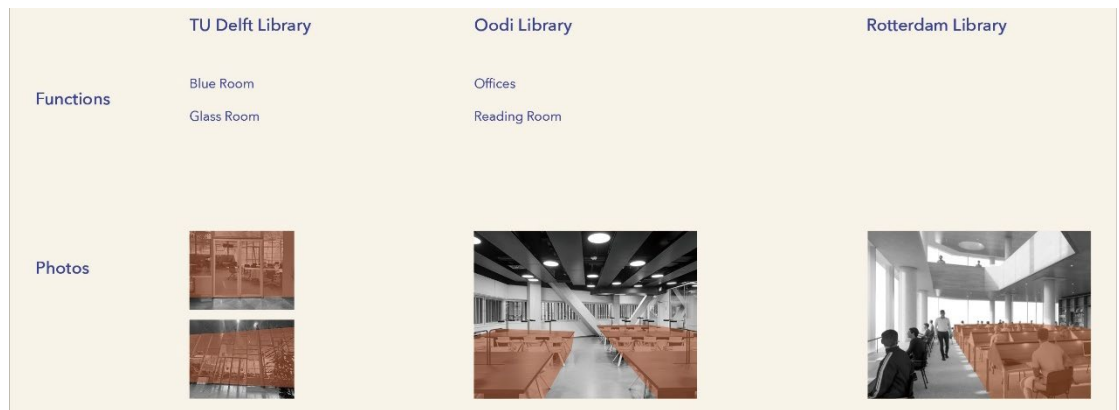 TU Delft Library Oodi Library Rotterdam Library
Functions
Blue Room Offices
Glass Room Reading Room
Photos